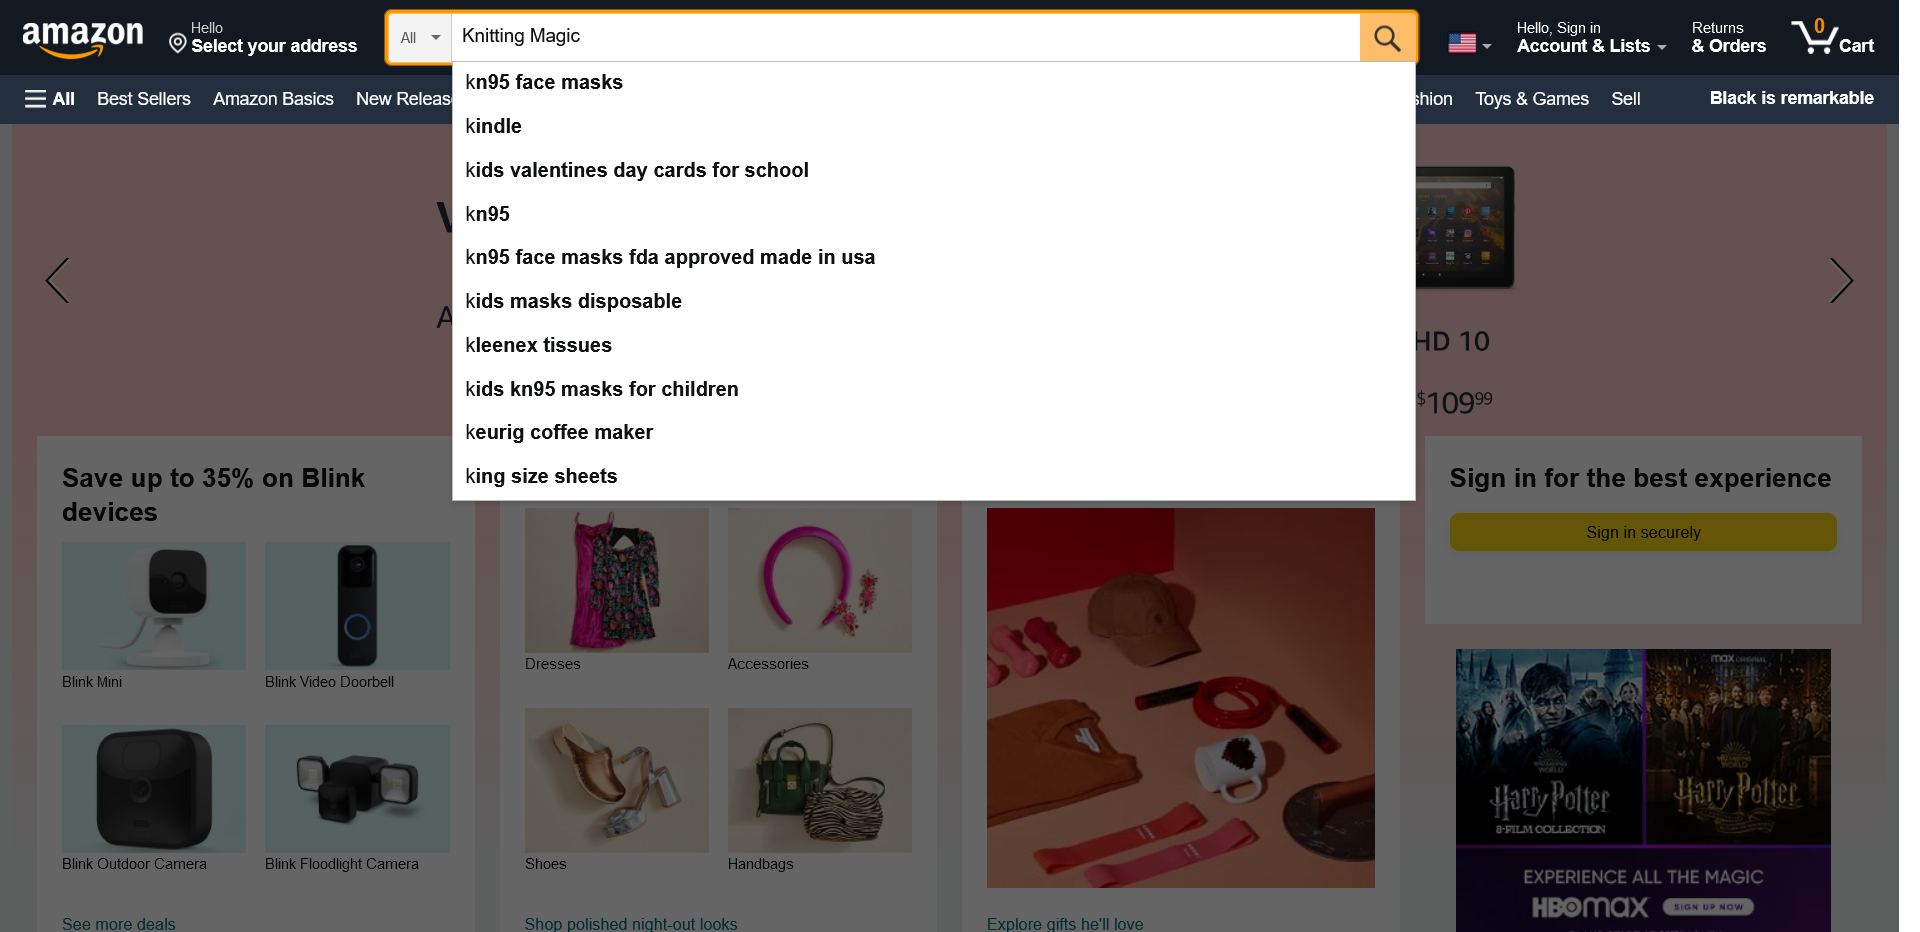 amazon
Hello
Select your address
All
Knitting Magic
Hello, Sign in
Account & Lists
Returns
& Orders
0
Cart
All
Best Sellers
Amazon Basics
New Releas
shion
Toys & Games
Sell
Black is remarkable
kn95 face masks
kindle
kids valentines day cards for school
kn95
kn95 face masks fda approved made in usa
kids masks disposable
kleenex tissues
kids kn95 masks for children
keurig coffee maker
king size sheets
HD 10
$10999
Save up to 35% on Blink
devices
Blink Mini
Blink Video Doorbell
Blink Outdoor Camera
Blink Floodlight Camera
See more deals
Dresses
Accessories
Shoes
Handbags
Shop polished night-out looks
Explore gifts he'll love
Sign in for the best experience
Sign in securely
WIZARDING
WORLD
Harry Potter
8-FILM COLLECTION
max ORIGINAL
WIZARDING
WORLD
Harry Potter
EXPERIENCE ALL THE MAGIC
HBOMAX
SIGN UP NOW